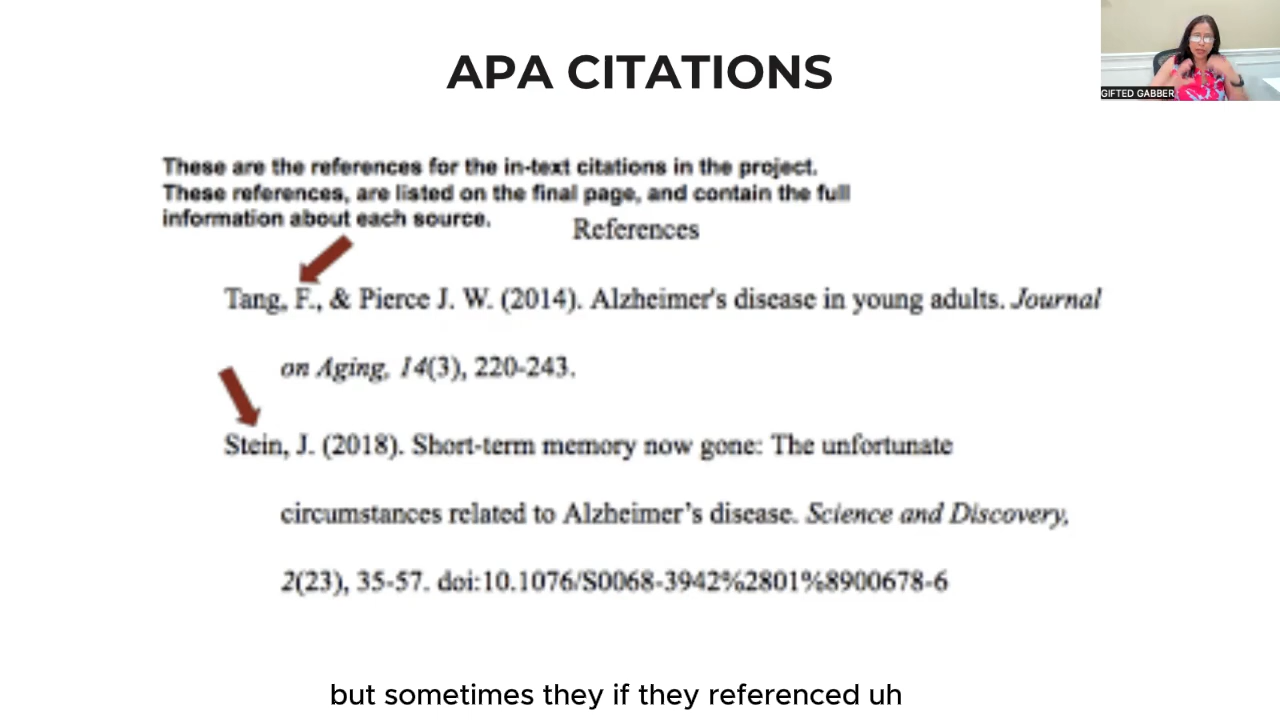 APA CITATIONS
GIFTED GABBER
These are the references for the in-text citations in the project.
These references, are listed on the final page, and contain the full
information about each source.
References
Tang, F., & Pierce J. W. (2014). Alzheimer's disease in young adults. Journal
on Aging, 14(3), 220-243.
Stein, J. (2018). Short-term memory now gone: The unfortunate
circumstances related to Alzheimer’s disease. Science and Discovery,
2(23), 35-57. doi:10.1076/S0068-3942%2801%8900678-6
but sometimes they if they referenced uh